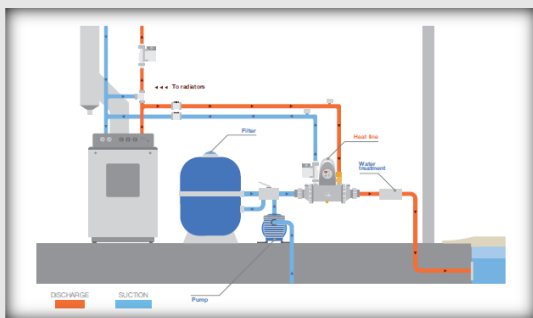 ◄◄◄ To radiators
Filter
Heat line
Water
treatment
Pump
DISCHARGE
SUCTION